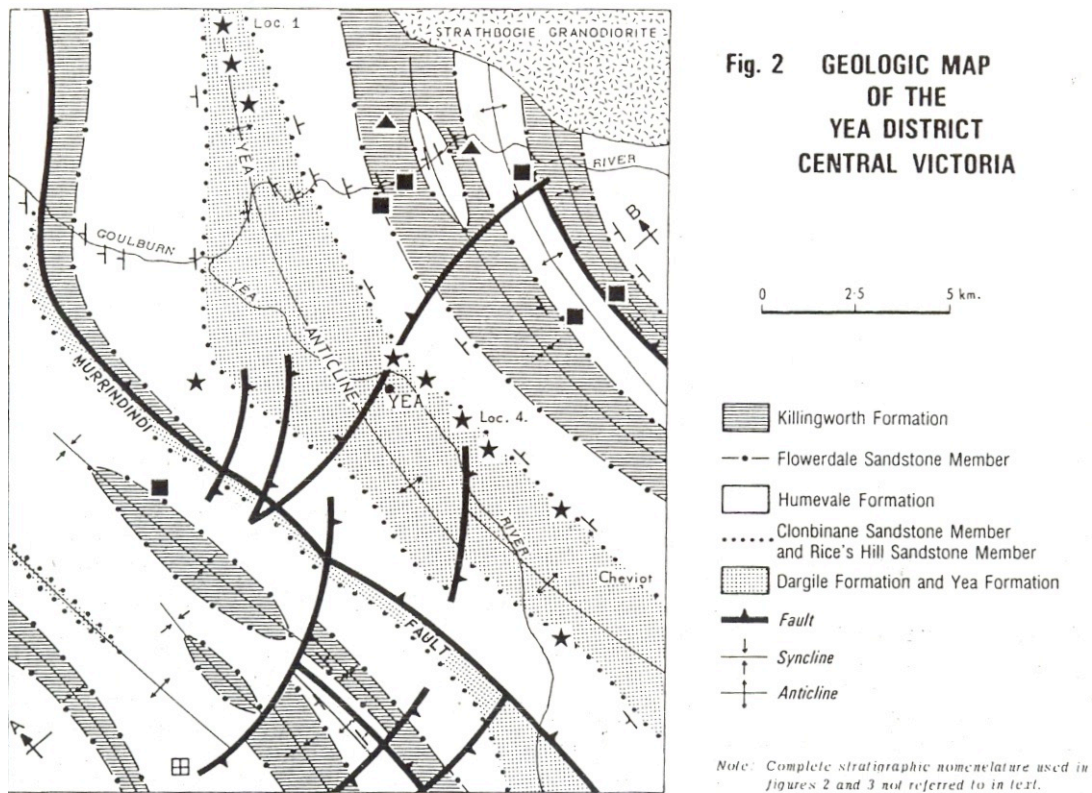 Loc. 1
STRATHBOGIE GRANODIORITE
YEA
RIVER
GOULBURN
B
YEA
ANTICLINE
MURRINDINDI
YEA
Loc. 4.
RIVER
Cheviot
FAULT
A
Fig. 2 GEOLOGIC MAP
OF THE
YEA DISTRICT
CENTRAL VICTORIA
0 2·5 5 km.
Killingworth Formation
Flowerdale Sandstone Member
Humevale Formation
Clonbinane Sandstone Member
and Rice's Hill Sandstone Member
Dargile Formation and Yea Formation
Fault
Syncline
Anticline
Note: Complete stratigraphic nomenclature used in
figures 2 and 3 not referred to in text.